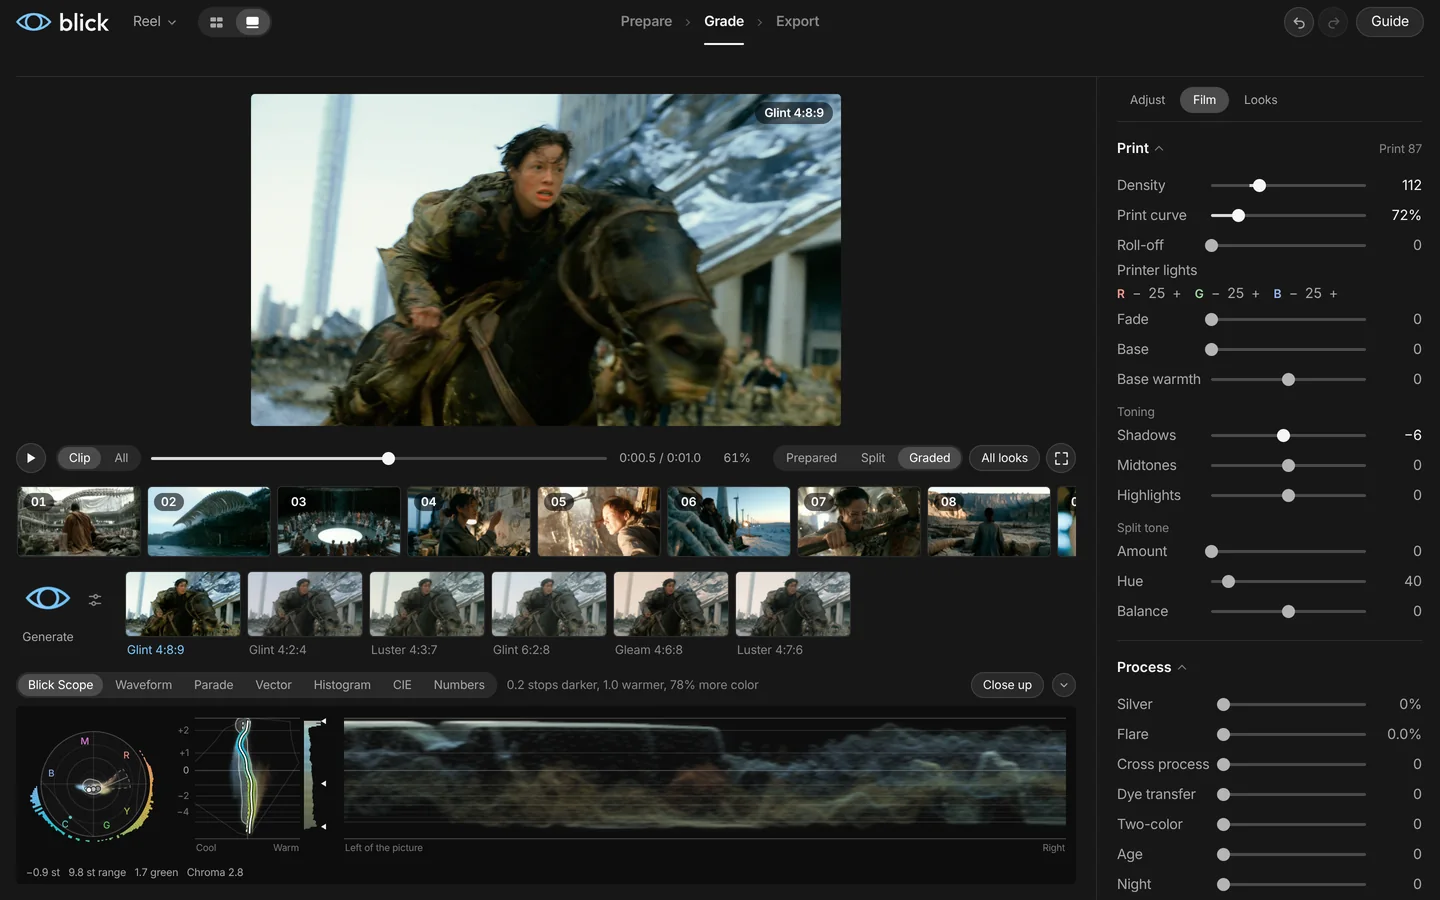 blick Reel
Prepare Grade Export
Guide
Glint 4:8:9
Adjust Film Looks
Print Print 87
Density 112
Print curve 72%
Roll-off 0
Printer lights
R − 25 + G − 25 + B − 25 +
Fade 0
Base 0
Base warmth 0
Toning
Shadows −6
Midtones 0
Highlights 0
Split tone
Amount 0
Hue 40
Balance 0
Process
Silver 0%
Flare 0.0%
Cross process 0
Dye transfer 0
Two-color 0
Age 0
Night 0
Clip All 0:00.5 / 0:01.0 61% Prepared Split Graded All looks
01 02 03 04 05 06 07 08
Generate
Glint 4:8:9 Glint 4:2:4 Luster 4:3:7 Glint 6:2:8 Gleam 4:6:8 Luster 4:7:6
Blick Scope Waveform Parade Vector Histogram CIE Numbers 0.2 stops darker, 1.0 warmer, 78% more color Close up
M
R
B
Y
C
G
+2
+1
0
−2
−4
Cool Warm Left of the picture Right
−0.9 st 9.8 st range 1.7 green Chroma 2.8